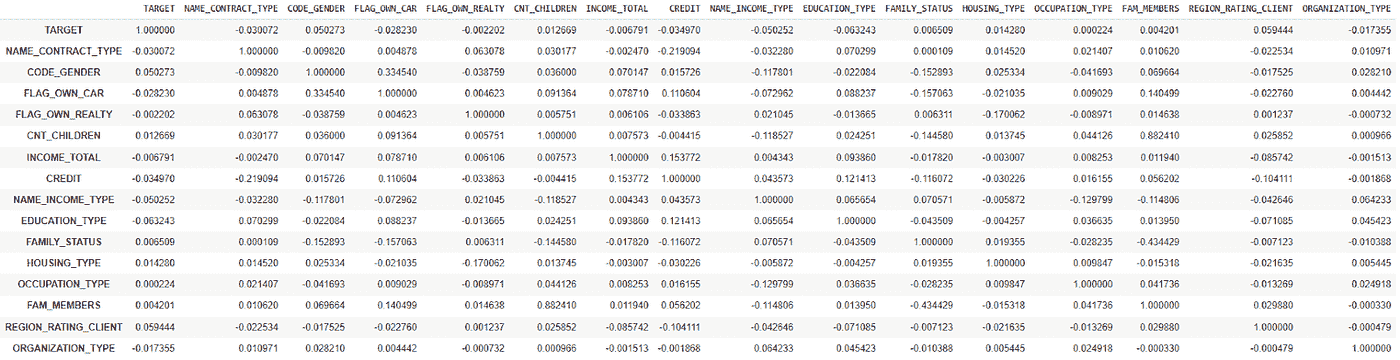 TARGET NAME_CONTRACT_TYPE CODE_GENDER FLAG_OWN_CAR FLAG_OWN_REALTY CNT_CHILDREN INCOME_TOTAL CREDIT NAME_INCOME_TYPE EDUCATION_TYPE FAMILY_STATUS HOUSING_TYPE OCCUPATION_TYPE FAM_MEMBERS REGION_RATING_CLIENT ORGANIZATION_TYPE
TARGET 1.000000 -0.030072 0.050273 -0.028230 -0.002202 0.012669 -0.006791 -0.034970 -0.050252 -0.063243 0.006509 0.014280 0.000224 0.004201 0.059444 -0.017355
NAME_CONTRACT_TYPE -0.030072 1.000000 -0.009820 0.004878 0.063078 0.030177 -0.002470 -0.219094 -0.032280 0.070299 0.000109 0.014520 0.021407 0.010620 -0.022534 0.010971
CODE_GENDER 0.050273 -0.009820 1.000000 0.334540 -0.038759 0.036000 0.070147 0.015726 -0.117801 -0.022084 -0.152893 0.025334 -0.041693 0.069664 -0.017525 0.028210
FLAG_OWN_CAR -0.028230 0.004878 0.334540 1.000000 0.004623 0.091364 0.078710 0.110604 -0.072962 0.088237 -0.157063 -0.021035 0.009029 0.140499 -0.022760 0.004442
FLAG_OWN_REALTY -0.002202 0.063078 -0.038759 0.004623 1.000000 0.005751 0.006106 -0.033863 0.021045 -0.013665 0.006311 -0.170062 -0.008971 0.014638 0.001237 -0.000732
CNT_CHILDREN 0.012669 0.030177 0.036000 0.091364 0.005751 1.000000 0.007573 -0.004415 -0.118527 0.024251 -0.144580 0.013745 0.044126 0.882410 0.025852 0.000966
INCOME_TOTAL -0.006791 -0.002470 0.070147 0.078710 0.006106 0.007573 1.000000 0.153772 0.004343 0.093860 -0.017820 -0.003007 0.008253 0.011940 -0.085742 -0.001513
CREDIT -0.034970 -0.219094 0.015726 0.110604 -0.033863 -0.004415 0.153772 1.000000 0.043573 0.121413 -0.116072 -0.030226 0.016155 0.056202 -0.104111 -0.001868
NAME_INCOME_TYPE -0.050252 -0.032280 -0.117801 -0.072962 0.021045 -0.118527 0.004343 0.043573 1.000000 0.065654 0.070571 -0.005872 -0.129799 -0.114806 -0.042646 0.064233
EDUCATION_TYPE -0.063243 0.070299 -0.022084 0.088237 -0.013665 0.024251 0.093860 0.121413 0.065654 1.000000 -0.043509 -0.004257 0.036635 0.013950 -0.071085 0.045423
FAMILY_STATUS 0.006509 0.000109 -0.152893 -0.157063 0.006311 -0.144580 -0.017820 -0.116072 0.070571 -0.043509 1.000000 0.019355 -0.028235 -0.434429 -0.007123 -0.010388
HOUSING_TYPE 0.014280 0.014520 0.025334 -0.021035 -0.170062 0.013745 -0.003007 -0.030226 -0.005872 -0.004257 0.019355 1.000000 0.009847 -0.015318 -0.021635 0.005445
OCCUPATION_TYPE 0.000224 0.021407 -0.041693 0.009029 -0.008971 0.044126 0.008253 0.016155 -0.129799 0.036635 -0.028235 0.009847 1.000000 0.041736 -0.013269 0.024918
FAM_MEMBERS 0.004201 0.010620 0.069664 0.140499 0.014638 0.882410 0.011940 0.056202 -0.114806 0.013950 -0.434429 -0.015318 0.041736 1.000000 0.029880 -0.000330
REGION_RATING_CLIENT 0.059444 -0.022534 -0.017525 -0.022760 0.001237 0.025852 -0.085742 -0.104111 -0.042646 -0.071085 -0.007123 -0.021635 -0.013269 0.029880 1.000000 -0.000479
ORGANIZATION_TYPE -0.017355 0.010971 0.028210 0.004442 -0.000732 0.000966 -0.001513 -0.001868 0.064233 0.045423 -0.010388 0.005445 0.024918 -0.000330 -0.000479 1.000000